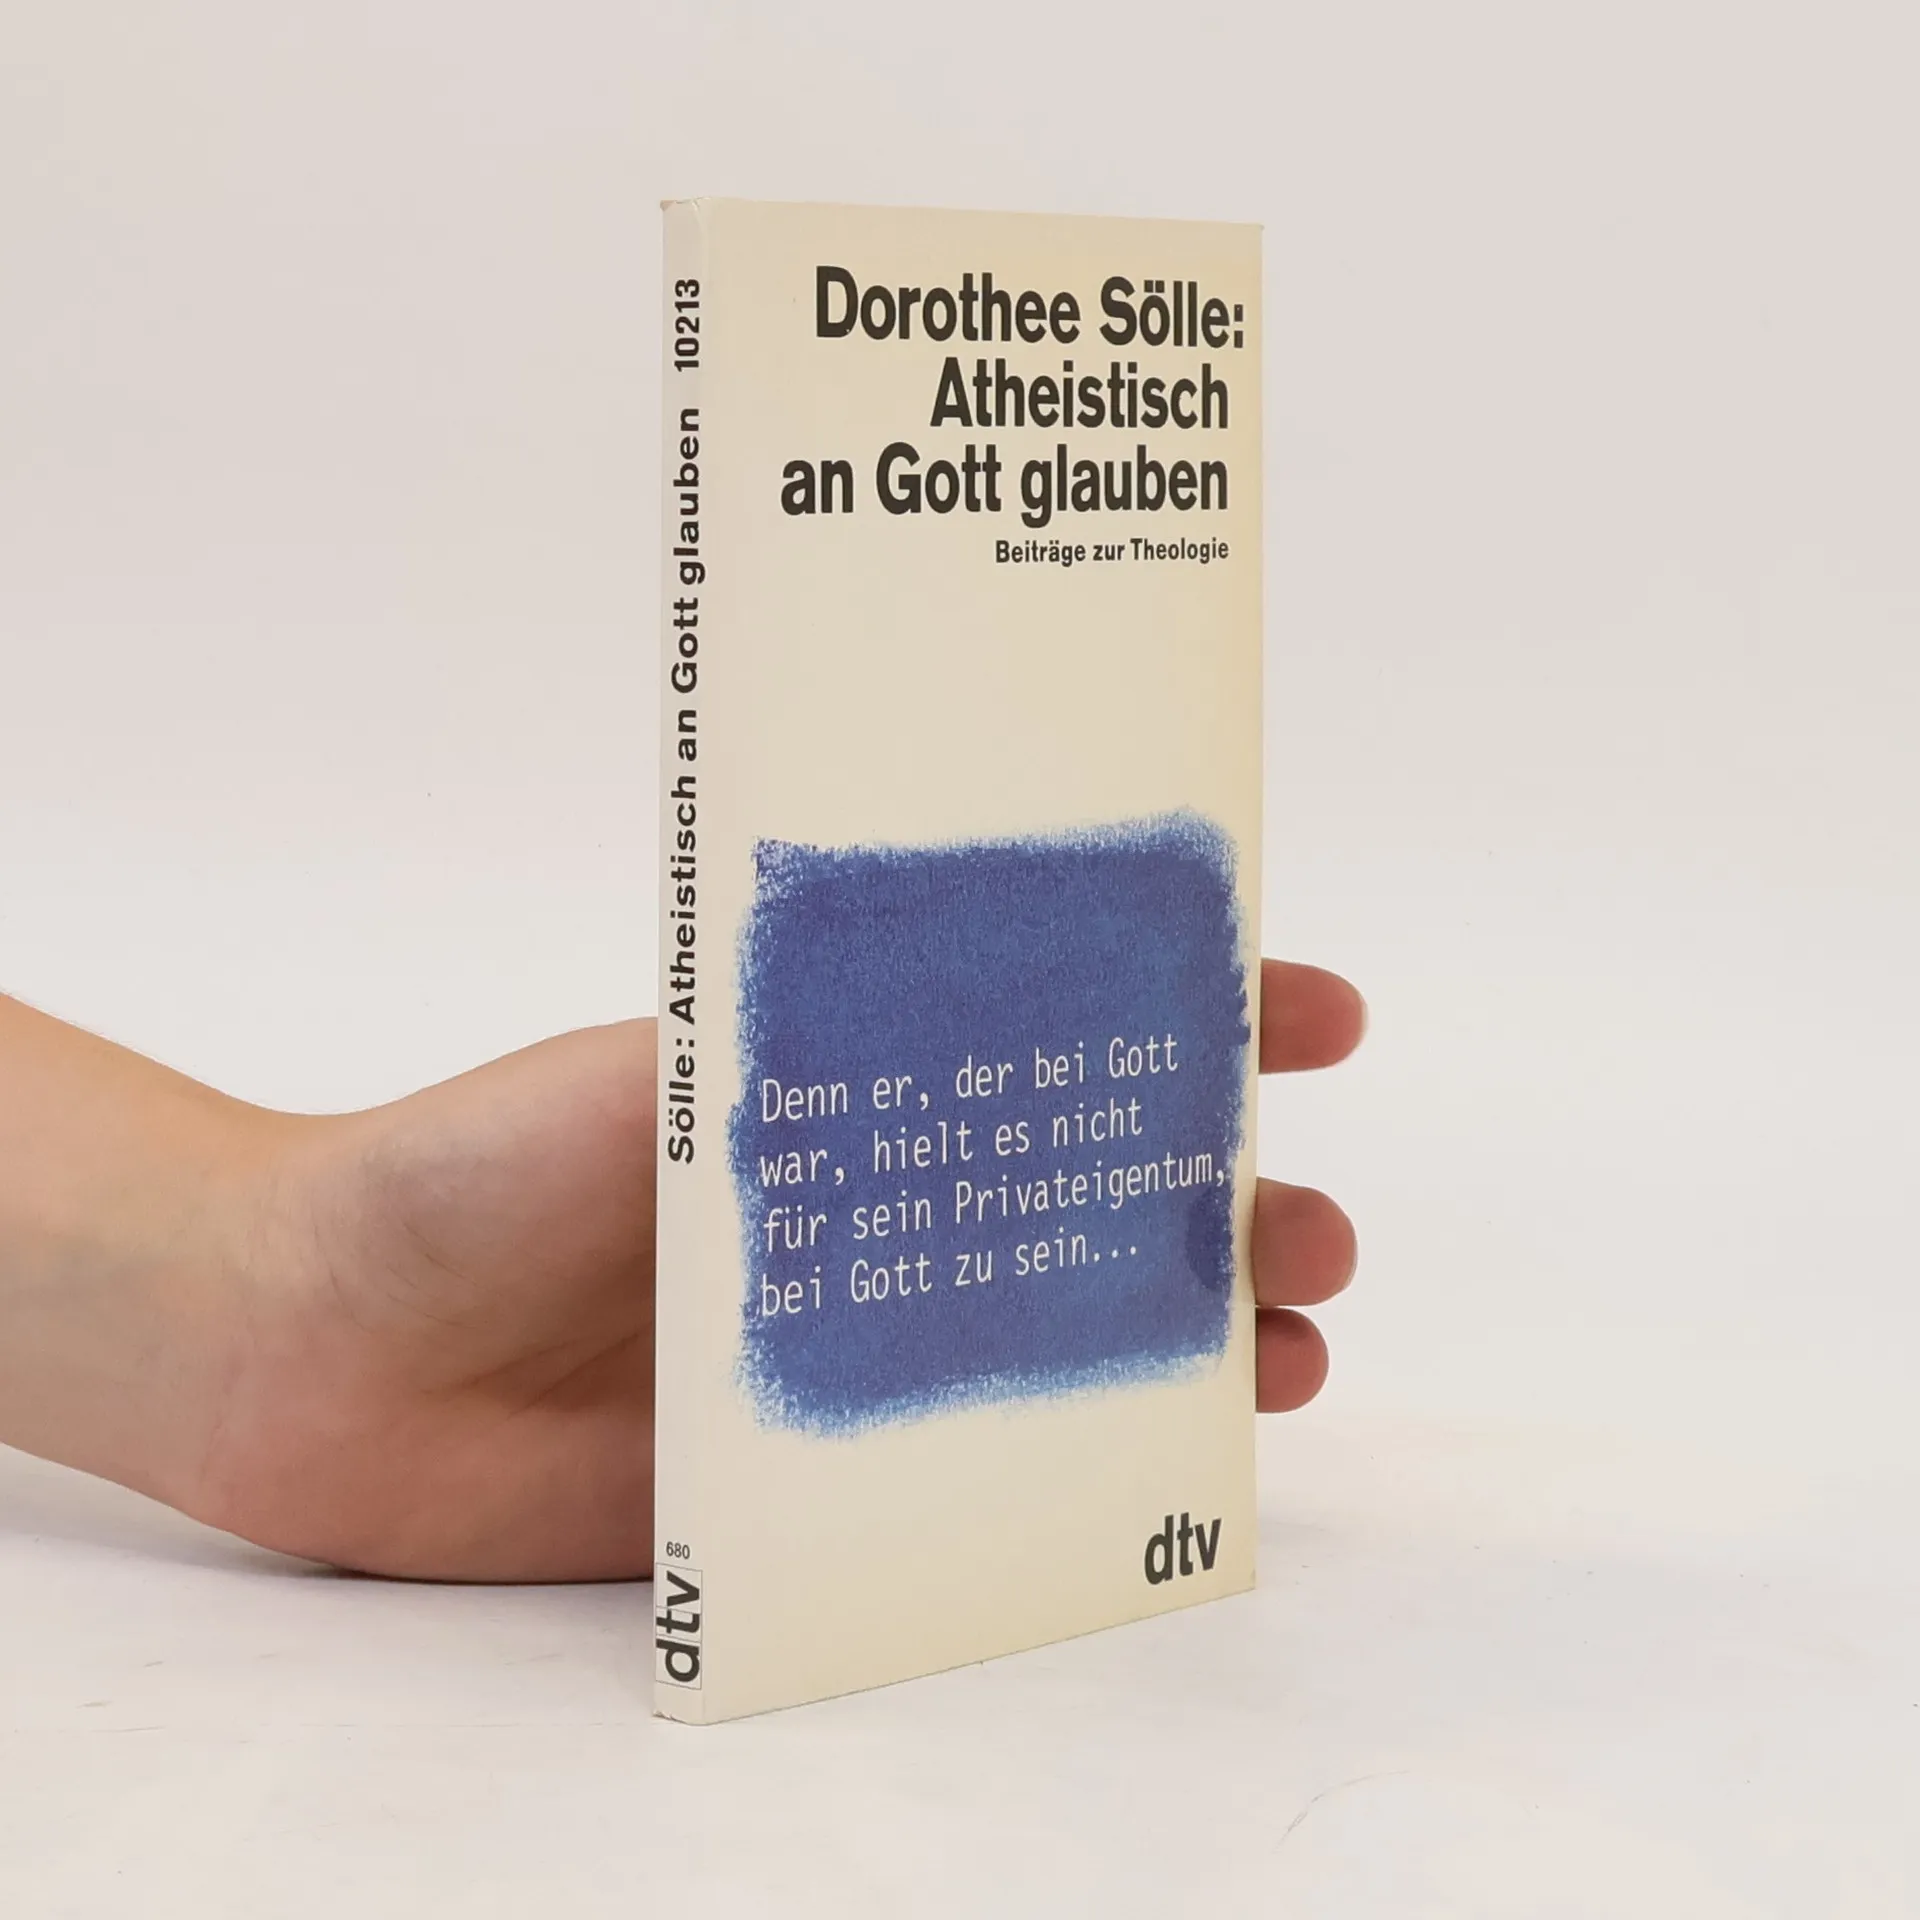 Dorothee Sölle:
Atheistisch
an Gott glauben
Beiträge zur Theologie
Denn er, der bei Gott
war, hielt es nicht
für sein Privateigentum,
bei Gott zu sein...
dtv
Sölle: Atheistisch an Gott glauben 10213
680
dtv